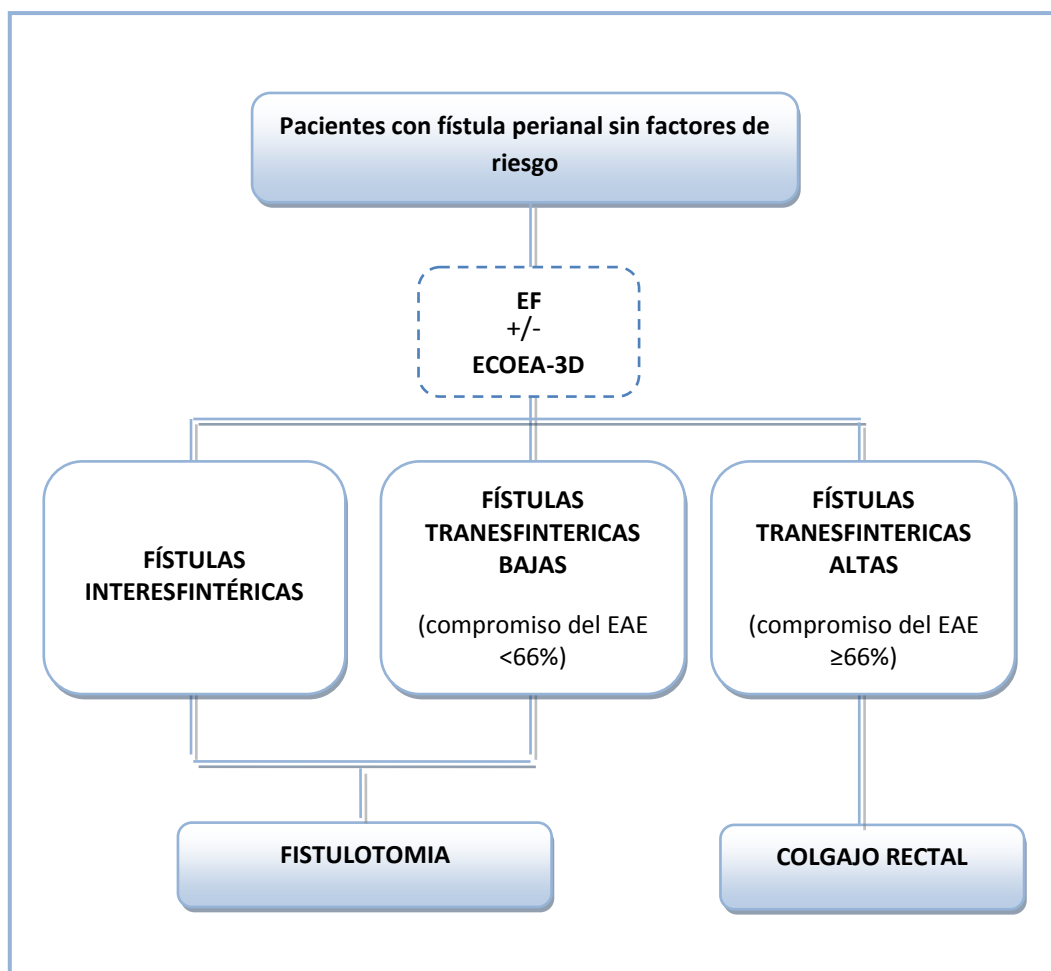 Pacientes con fístula perianal sin factores de
riesgo
EF
+/-
ECOEA-3D
FÍSTULAS
INTERESFINTÉRICAS
FÍSTULAS
TRANESFINTERICAS
BAJAS
(compromiso del EAE
<66%)
FÍSTULAS
TRANESFINTERICAS
ALTAS
(compromiso del EAE
≥66%)
FISTULOTOMIA
COLGAJO RECTAL